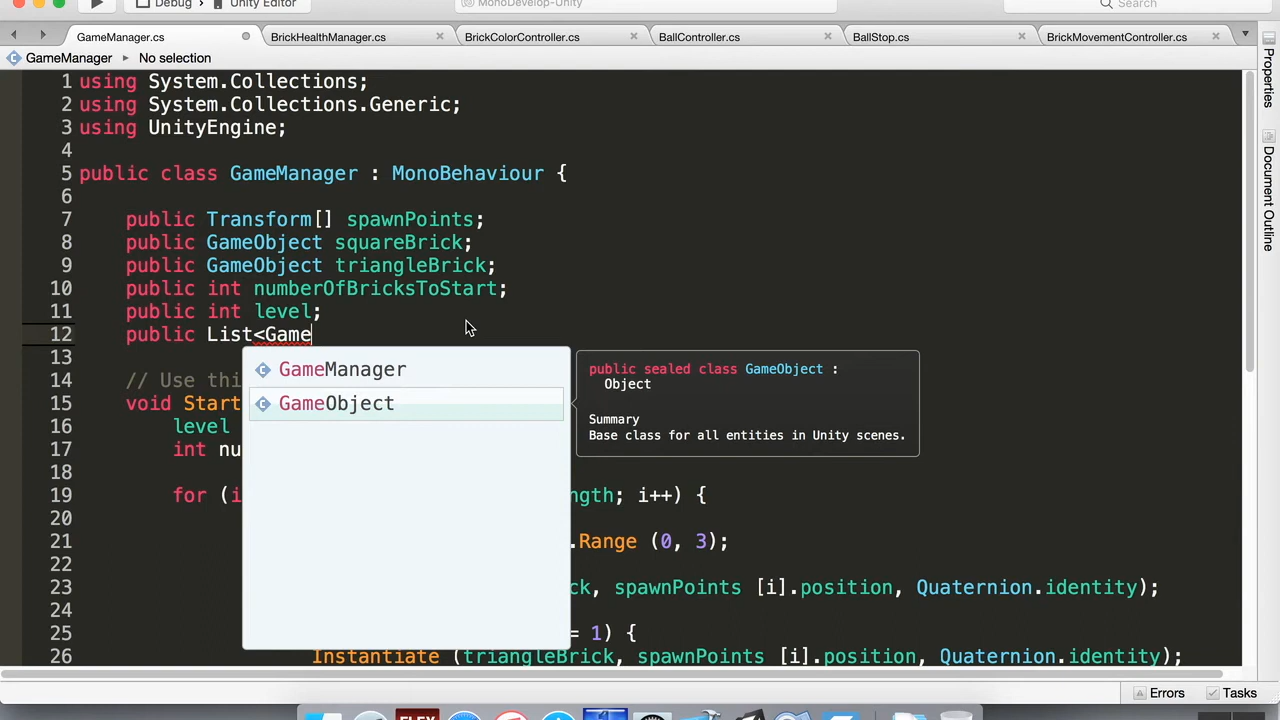 Debug
Unity Editor
MonoDevelop-Unity
Search
GameManager.cs
BrickHealthManager.cs
BrickColorController.cs
BallController.cs
BallStop.cs
BrickMovementController.cs
GameManager
No selection
1 using System.Collections;
2 using System.Collections.Generic;
3 using UnityEngine;
4
5 public class GameManager : MonoBehaviour {
6
7 public Transform[] spawnPoints;
8 public GameObject squareBrick;
9 public GameObject triangleBrick;
10 public int numberOfBricksToStart;
11 public int level;
12 public List<Game
13
14 // Use thi
15 void Start
16 level
17 int nu
18
19 for (i ngth; i++) {
20
21 .Range (0, 3);
22
23 k, spawnPoints [i].position, Quaternion.identity);
24
25 = 1) {
26 Instantiate (triangleBrick, spawnPoints [i].position, Quaternion.identity);
GameManager
GameObject
public sealed class GameObject :
Object
Summary
Base class for all entities in Unity scenes.
Properties
Document Outline
Errors
Tasks
FLEX